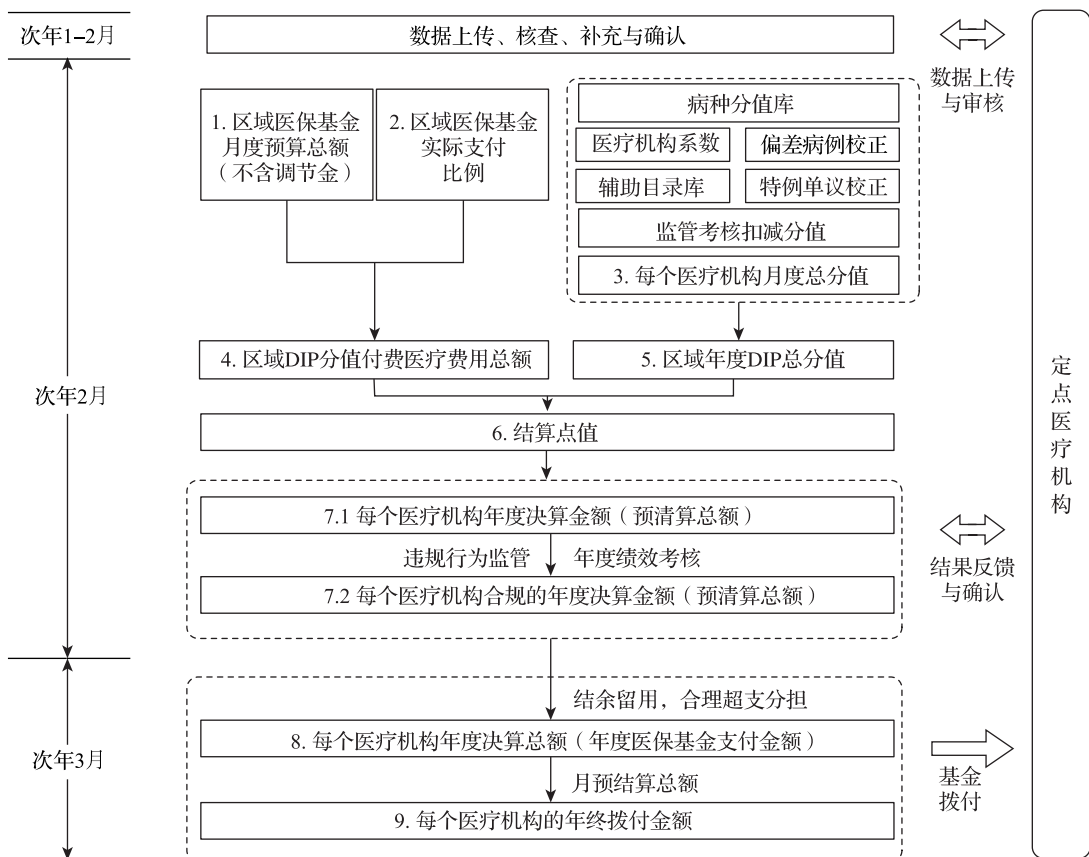 次年1-2月
数据上传、核查、补充与确认
数据上传
与审核
1. 区域医保基金
月度预算总额
（不含调节金）
2. 区域医保基金
实际支付
比例
病种分值库
医疗机构系数
偏差病例校正
辅助目录库
特例单议校正
监管考核扣减分值
3. 每个医疗机构月度总分值
次年2月
4. 区域DIP分值付费医疗费用总额
5. 区域年度DIP总分值
6. 结算点值
7.1 每个医疗机构年度决算金额（预清算总额）
违规行为监管
年度绩效考核
7.2 每个医疗机构合规的年度决算金额（预清算总额）
结果反馈
与确认
次年3月
结余留用，合理超支分担
8. 每个医疗机构年度决算总额（年度医保基金支付金额）
月预结算总额
9. 每个医疗机构的年终拨付金额
基金
拨付
定点医疗机构